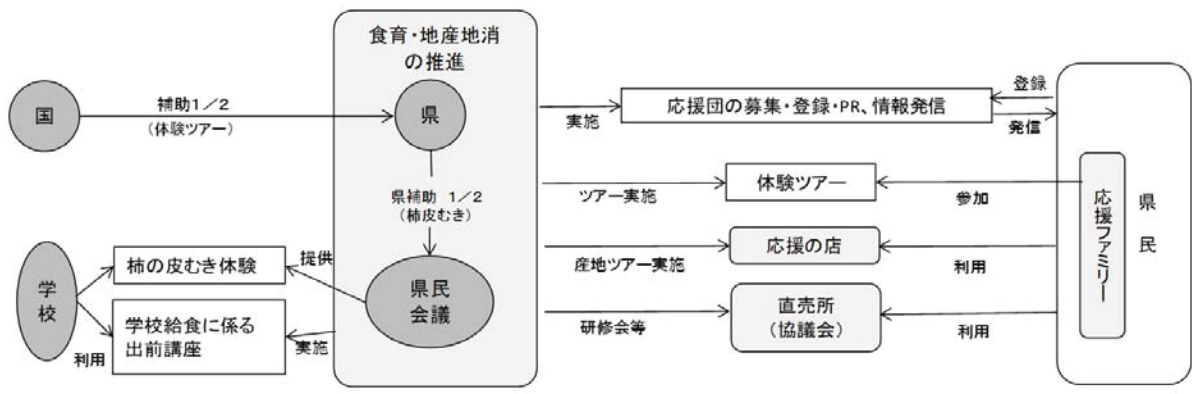 食育・地産地消
の推進
国
補助1/2
(体験ツアー)
県
県補助 1/2
(柿皮むき)
県民
会議
学
校
利用
柿の皮むき体験
提供
学校給食に係る
出前講座
実施
実施
応援団の募集・登録・PR、情報発信
登録
発信
ツアー実施
体験ツアー
参加
産地ツアー実施
応援の店
利用
研修会等
直売所
(協議会)
利用
応援ファミリー
県
民